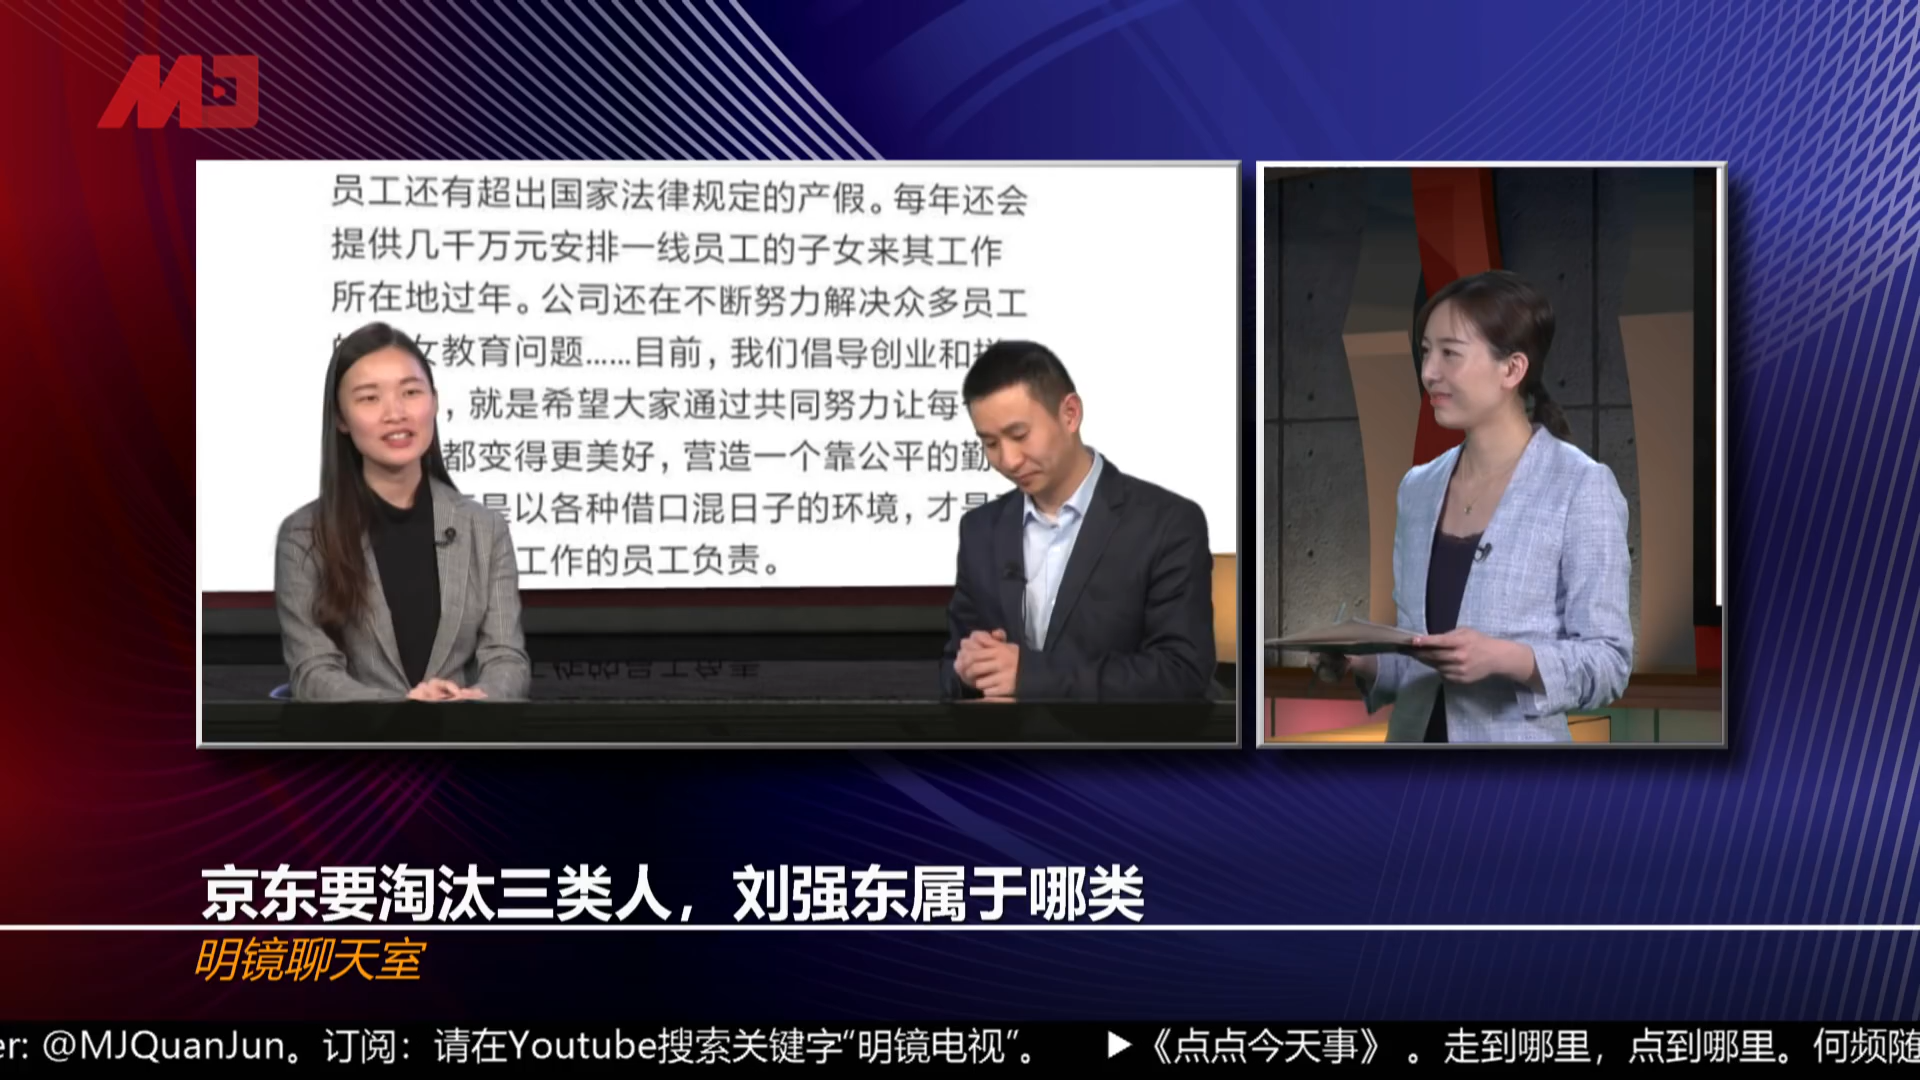 MJ
员工还有超出国家法律规定的产假。每年还会
提供几千万元安排一线员工的子女来其工作
所在地过年。公司还在不断努力解决众多员工
女教育问题……目前，我们倡导创业和拼
，就是希望大家通过共同努力让每
都变得更美好，营造一个靠公平的勤
是以各种借口混日子的环境，才是
工作的员工负责。
京东要淘汰三类人，刘强东属于哪类
明镜聊天室
er: @MJQuanJun。订阅：请在Youtube搜索关键字“明镜电视”。 ▶《点点今天事》 。走到哪里，点到哪里。何频随